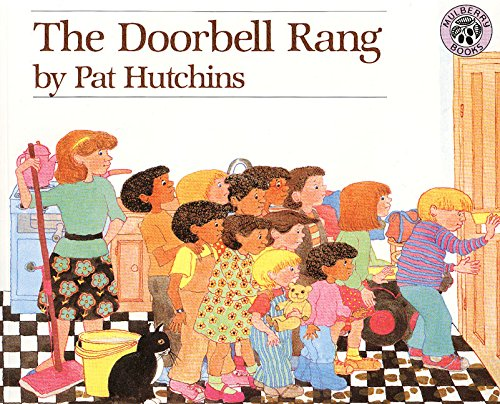 The Doorbell Rang
by Pat Hutchins
MULBERRY
BOOKS